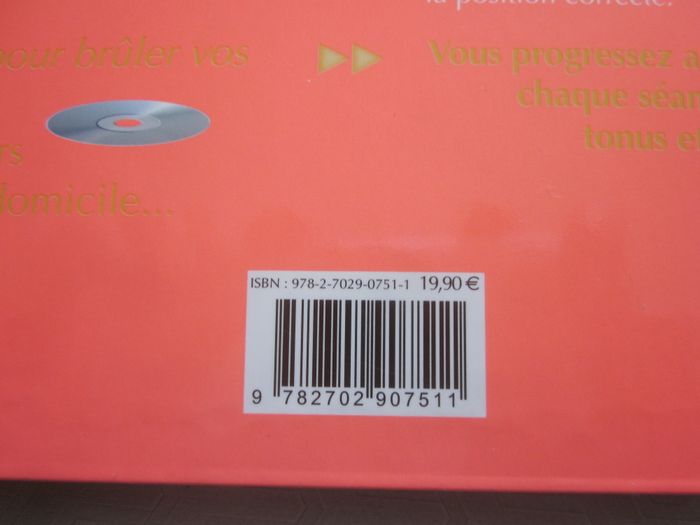 la position correcte.
pour brûler vos
Vous progressez a
chaque séan
tonus et
rs
domicile...
ISBN : 978-2-7029-0751-1 19,90 €
9 782702 907511